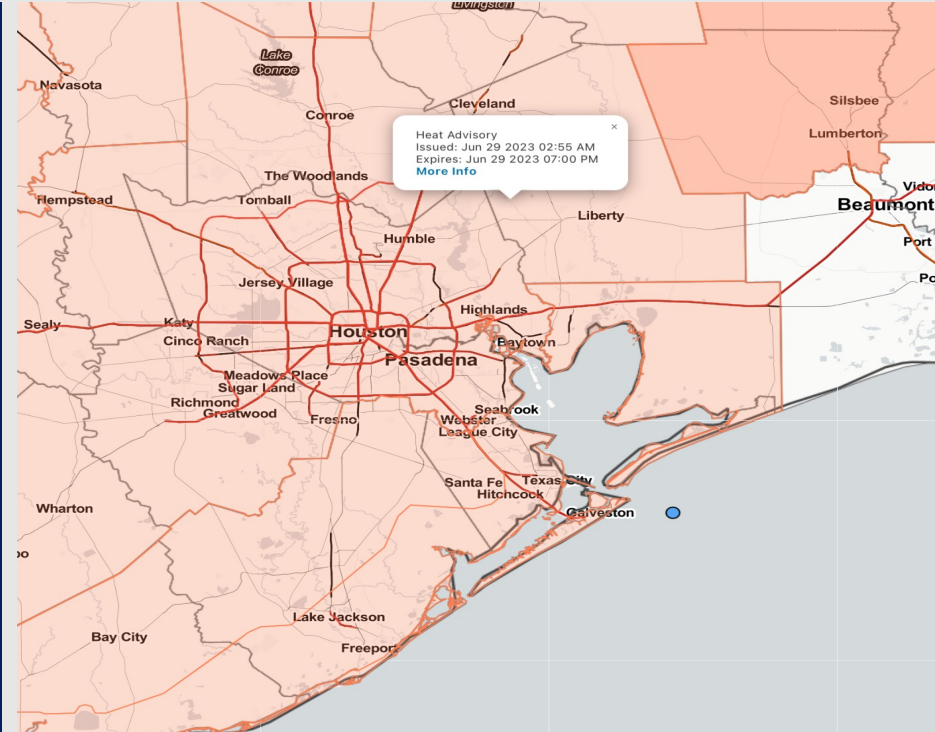 Livingston
Lake
Conroe
Navasota
Silsbee
Cleveland
Conroe
×
Heat Advisory
Issued: Jun 29 2023 02:55 AM
Expires: Jun 29 2023 07:00 PM
More Info
Lumberton
The Woodlands
Hempstead
Tomball
Vido
Beaumont
Liberty
Humble
Port
Po
Jersey Village
Highlands
Sealy
Katy
Houston
Cinco Ranch
Baytown
Pasadena
Meadows Place
Sugar Land
Richmond
Greatwood
Seabrook
Fresno
Webster
League City
Santa Fe
Texas City
Hitchcock
Wharton
Galveston
bo
Lake Jackson
Bay City
Freeport